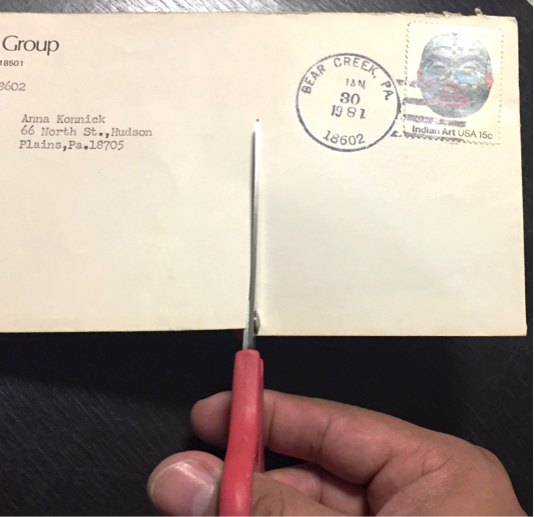 Group
18501
8602
Anna Konnick
66 North St.,Hudson
Plains,Pa.18705
BEAR CREEK, PA.
JAN
30
1981
18602
Indian Art USA 15c